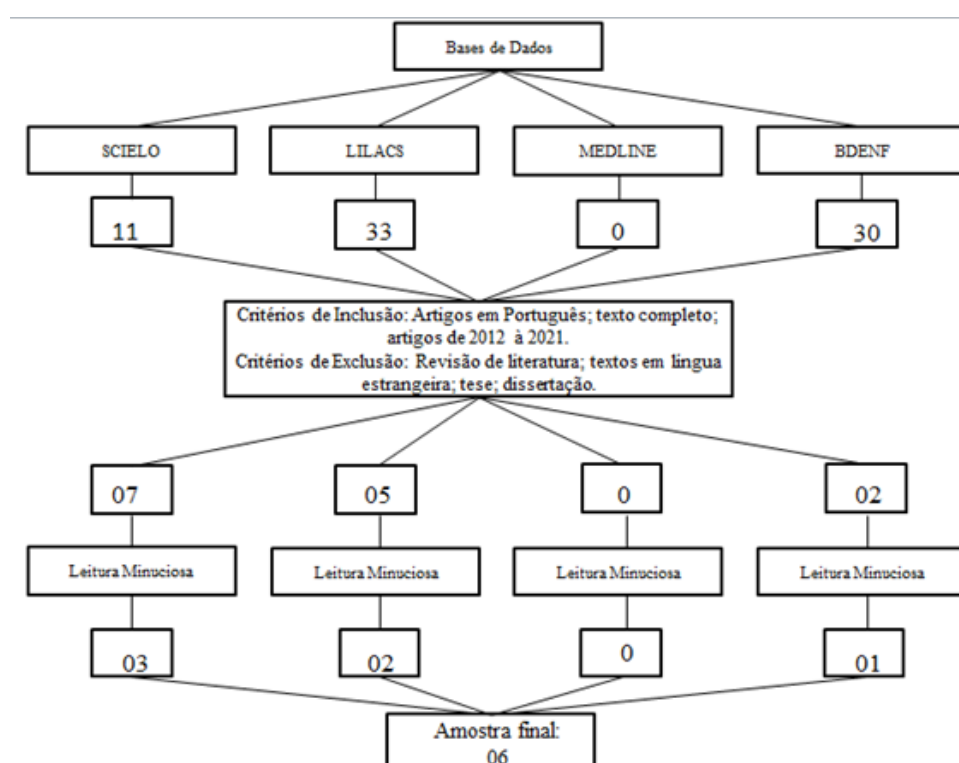 Bases de Dados
SCIELO
LILACS
MEDLINE
BDENF
11
33
0
30
Critérios de Inclusão: Artigos em Português; texto completo;
artigos de 2012 à 2021.
Critérios de Exclusão: Revisão de literatura; textos em língua
estrangeira; tese; dissertação.
07
05
0
02
Leitura Minuciosa
Leitura Minuciosa
Leitura Minuciosa
Leitura Minuciosa
03
02
0
01
Amostra final:
06